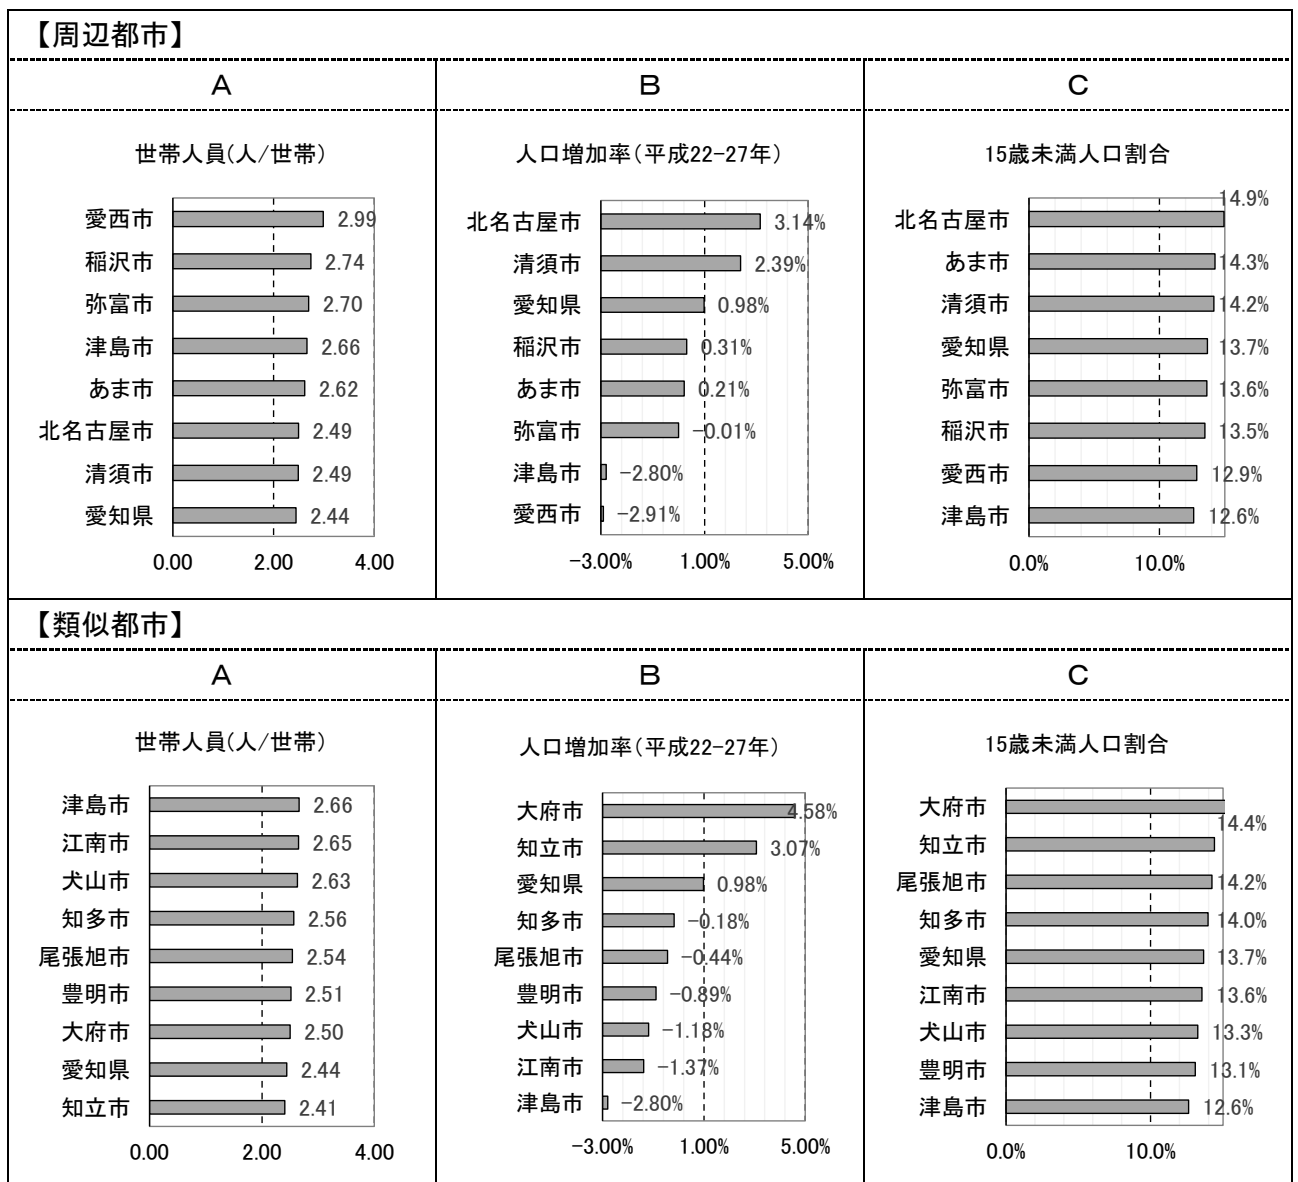 【周辺都市】
A
B
C
世帯人員(人/世帯)
愛西市 2.99
稲沢市 2.74
弥富市 2.70
津島市 2.66
あま市 2.62
北名古屋市 2.49
清須市 2.49
愛知県 2.44
0.00 2.00 4.00
人口増加率(平成22-27年)
北名古屋市 3.14%
清須市 2.39%
愛知県 0.98%
稲沢市 0.31%
あま市 0.21%
弥富市 -0.01%
津島市 -2.80%
愛西市 -2.91%
-3.00% 1.00% 5.00%
15歳未満人口割合
北名古屋市 14.9%
あま市 14.3%
清須市 14.2%
愛知県 13.7%
弥富市 13.6%
稲沢市 13.5%
愛西市 12.9%
津島市 12.6%
0.0% 10.0%
【類似都市】
A
B
C
世帯人員(人/世帯)
津島市 2.66
江南市 2.65
犬山市 2.63
知多市 2.56
尾張旭市 2.54
豊明市 2.51
大府市 2.50
愛知県 2.44
知立市 2.41
0.00 2.00 4.00
人口増加率(平成22-27年)
大府市 4.58%
知立市 3.07%
愛知県 0.98%
知多市 -0.18%
尾張旭市 -0.44%
豊明市 -0.89%
犬山市 -1.18%
江南市 -1.37%
津島市 -2.80%
-3.00% 1.00% 5.00%
15歳未満人口割合
大府市
知立市 14.4%
尾張旭市 14.2%
知多市 14.0%
愛知県 13.7%
江南市 13.6%
犬山市 13.3%
豊明市 13.1%
津島市 12.6%
0.0% 10.0%